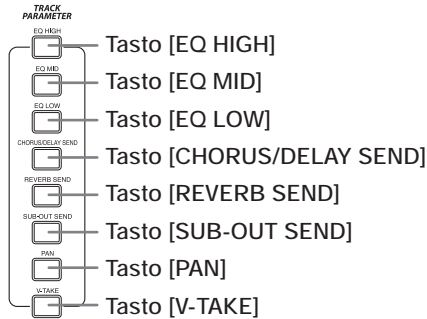 TRACK
PARAMETER
EQ HIGH
Tasto [EQ HIGH]
EQ MID
Tasto [EQ MID]
EQ LOW
Tasto [EQ LOW]
CHORUS/DELAY SEND
Tasto [CHORUS/DELAY SEND]
REVERB SEND
Tasto [REVERB SEND]
SUB-OUT SEND
Tasto [SUB-OUT SEND]
PAN
Tasto [PAN]
V-TAKE
Tasto [V-TAKE]